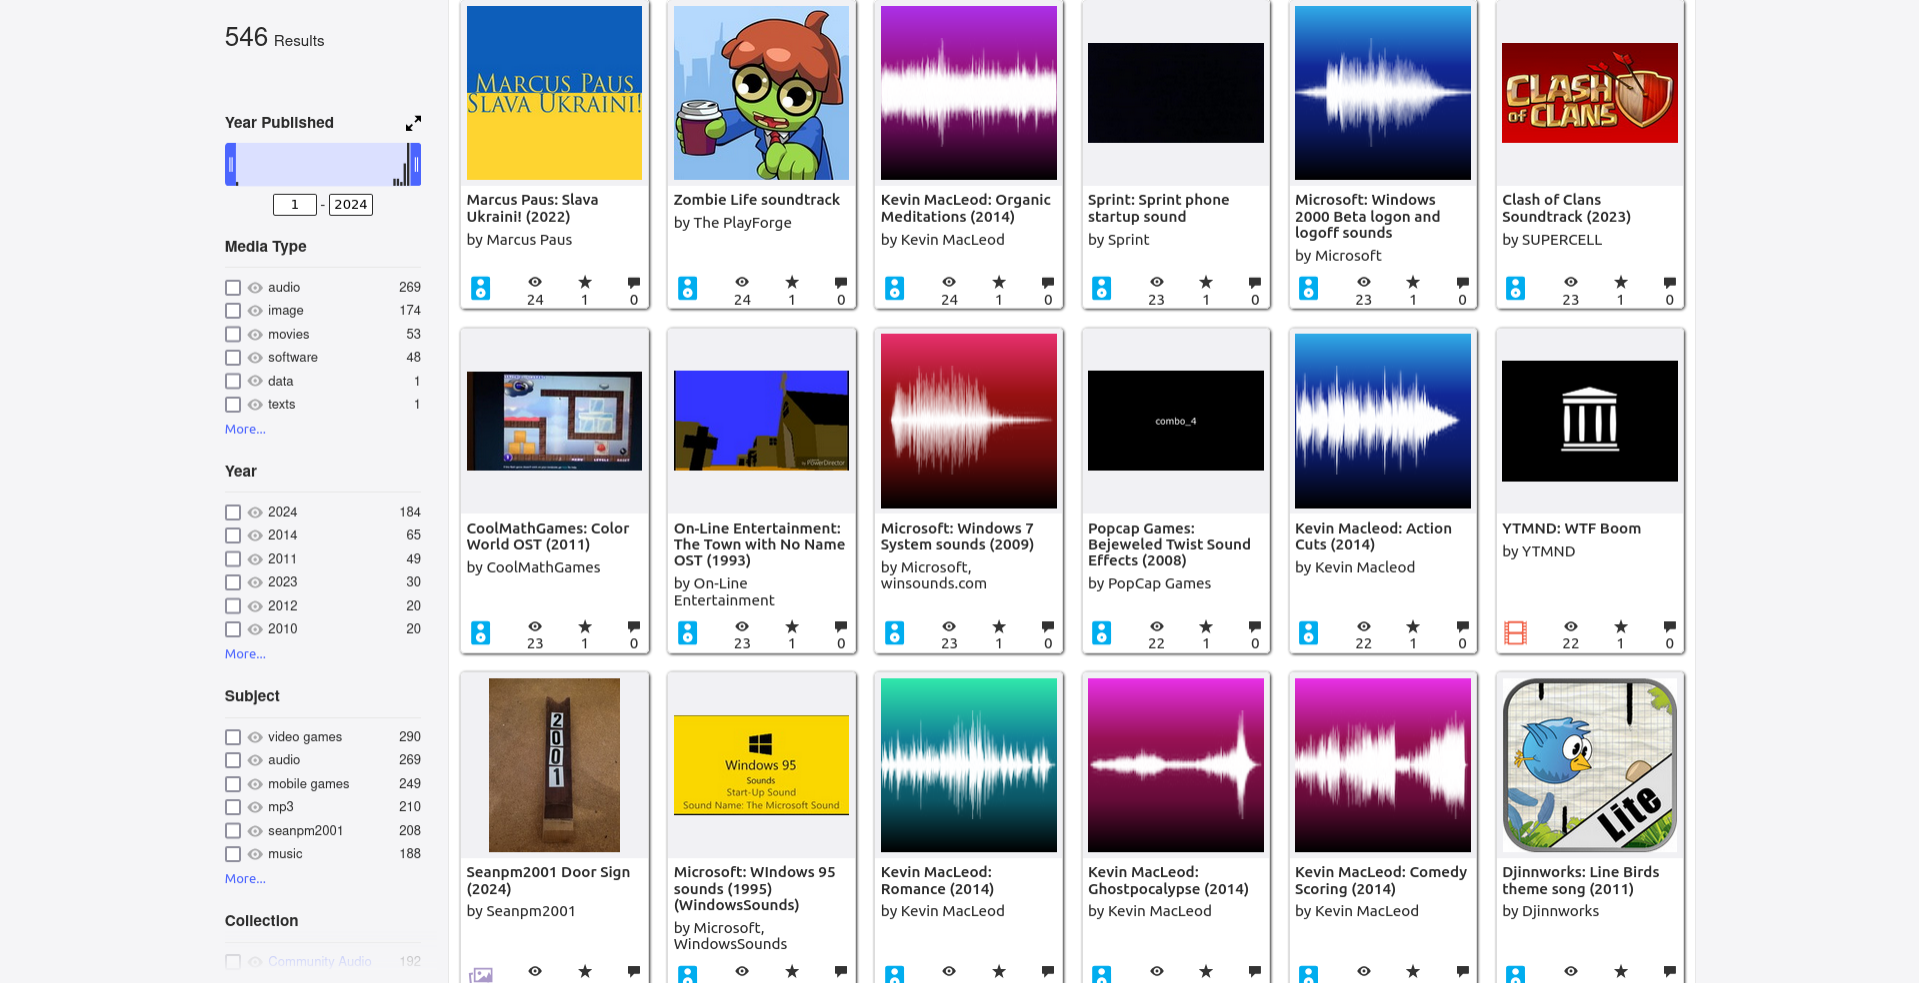 546 Results
Year Published
1 - 2024
Media Type
audio 269
image 174
movies 53
software 48
data 1
texts 1
More...
Year
2024 184
2014 65
2011 49
2023 30
2012 20
2010 20
More...
Subject
video games 290
audio 269
mobile games 249
mp3 210
seanpm2001 208
music 188
More...
Collection
Community Audio 192
MARCUS PAUS
SLAVA UKRAINI!
Marcus Paus: Slava
Ukraini! (2022)
by Marcus Paus
24 1 0
Zombie Life soundtrack
by The PlayForge
24 1 0
Kevin MacLeod: Organic
Meditations (2014)
by Kevin MacLeod
24 1 0
Sprint: Sprint phone
startup sound
by Sprint
23 1 0
Microsoft: Windows
2000 Beta logon and
logoff sounds
by Microsoft
23 1 0
CLASH
OF CLANS
Clash of Clans
Soundtrack (2023)
by SUPERCELL
23 1 0
CoolMathGames: Color
World OST (2011)
by CoolMathGames
23 1 0
by PowerDirector
On-Line Entertainment:
The Town with No Name
OST (1993)
by On-Line
Entertainment
23 1 0
Microsoft: Windows 7
System sounds (2009)
by Microsoft,
winsounds.com
23 1 0
combo_4
Popcap Games:
Bejeweled Twist Sound
Effects (2008)
by PopCap Games
22 1 0
Kevin Macleod: Action
Cuts (2014)
by Kevin Macleod
22 1 0
YTMND: WTF Boom
by YTMND
22 1 0
2
0
0
1
Seanpm2001 Door Sign
(2024)
by Seanpm2001
Windows 95
Sounds
Start-Up Sound
Sound Name: The Microsoft Sound
Microsoft: WIndows 95
sounds (1995)
(WindowsSounds)
by Microsoft,
WindowsSounds
Kevin MacLeod:
Romance (2014)
by Kevin MacLeod
Kevin MacLeod:
Ghostpocalypse (2014)
by Kevin MacLeod
Kevin MacLeod: Comedy
Scoring (2014)
by Kevin MacLeod
Lite
Djinnworks: Line Birds
theme song (2011)
by Djinnworks